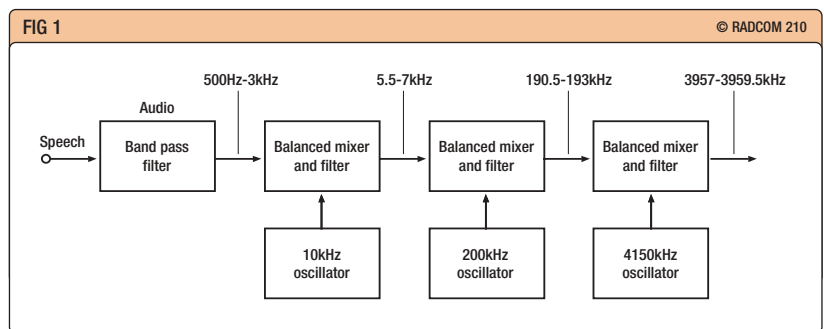 FIG 1
© RADCOM 210
500Hz-3kHz
5.5-7kHz
190.5-193kHz
3957-3959.5kHz
Audio
Speech
Band pass
filter
Balanced mixer
and filter
Balanced mixer
and filter
Balanced mixer
and filter
10kHz
oscillator
200kHz
oscillator
4150kHz
oscillator